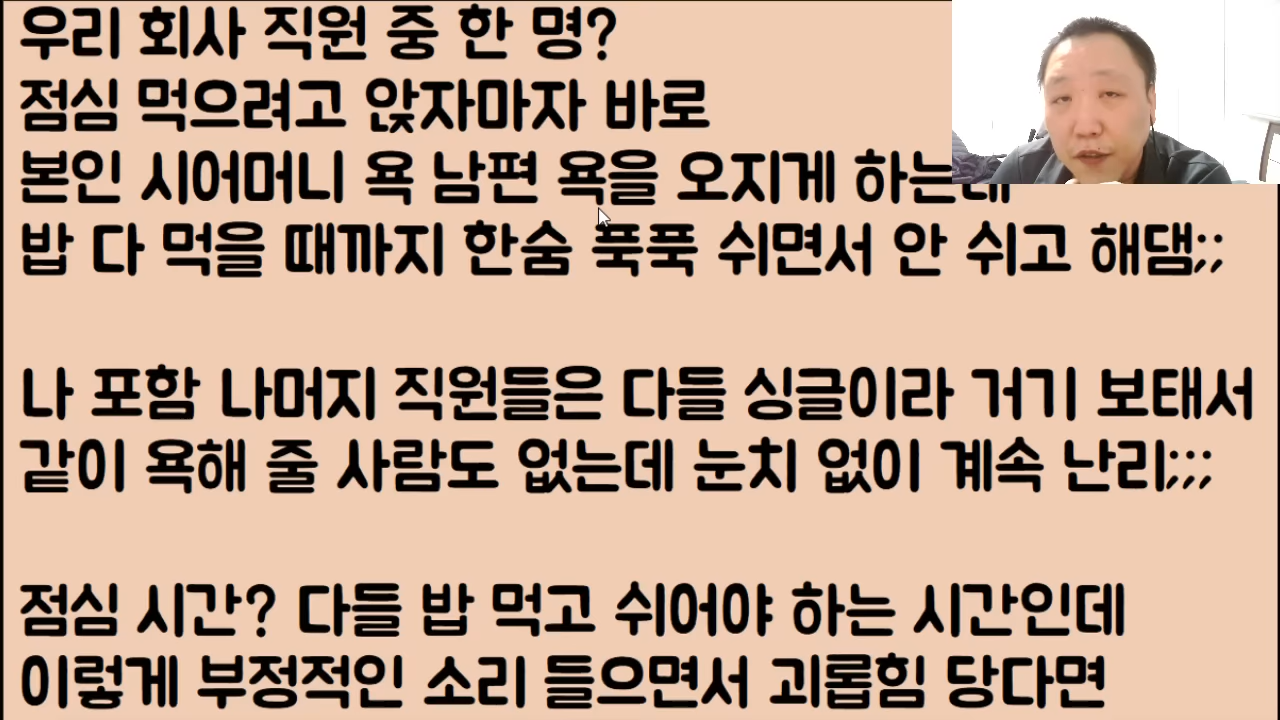 우리 회사 직원 중 한 명?
점심 먹으려고 앉자마자 바로
본인 시어머니 욕 남편 욕을 오지게 하는데
밥 다 먹을 때까지 한숨 푹푹 쉬면서 안 쉬고 해댐;;
나 포함 나머지 직원들은 다들 싱글이라 거기 보태서
같이 욕해 줄 사람도 없는데 눈치 없이 계속 난리;;;
점심 시간? 다들 밥 먹고 쉬어야 하는 시간인데
이렇게 부정적인 소리 들으면서 괴롭힘 당다면